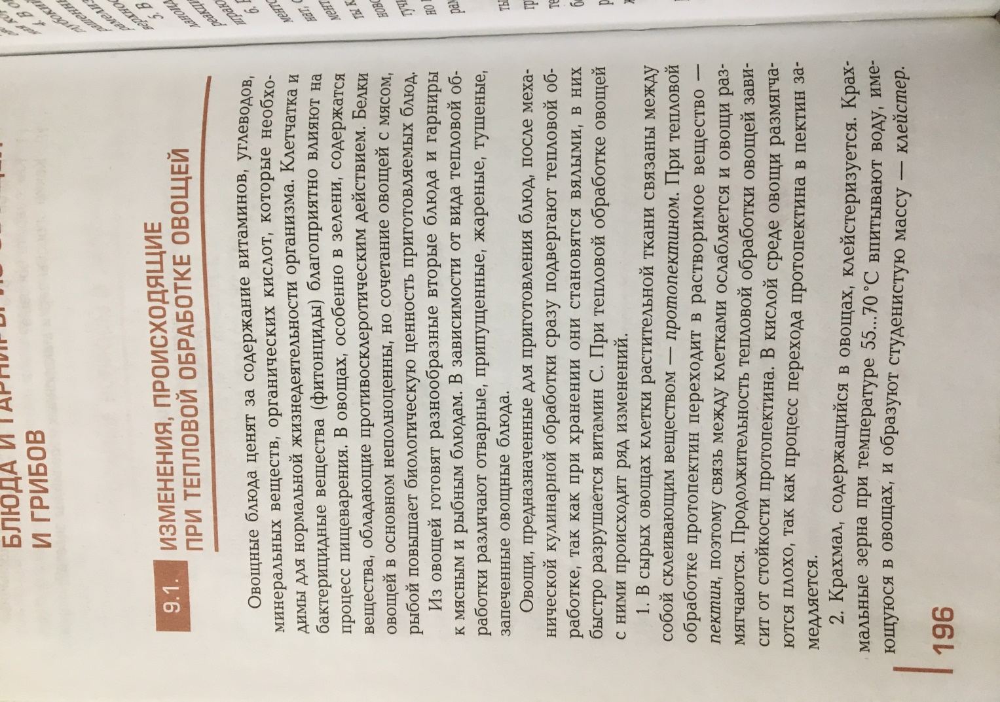 БЛЮДА И ГАРНИРЫ ИЗ
И ГРИБОВ
9.1. ИЗМЕНЕНИЯ, ПРОИСХОДЯЩИЕ
ПРИ ТЕПЛОВОЙ ОБРАБОТКЕ ОВОЩЕЙ
Овощные блюда ценят за содержание витаминов, углеводов,
минеральных веществ, органических кислот, которые необхо-
димы для нормальной жизнедеятельности организма. Клетчатка и
бактерицидные вещества (фитонциды) благоприятно влияют на
процесс пищеварения. В овощах, особенно в зелени, содержатся
вещества, обладающие противосклеротическим действием. Белки
овощей в основном неполноценны, но сочетание овощей с мясом,
рыбой повышает биологическую ценность приготовляемых блюд.
Из овощей готовят разнообразные вторые блюда и гарниры
к мясным и рыбным блюдам. В зависимости от вида тепловой об-
работки различают отварные, припущенные, жареные, тушеные,
запеченные овощные блюда.
Овощи, предназначенные для приготовления блюд, после меха-
нической кулинарной обработки сразу подвергают тепловой об-
работке, так как при хранении они становятся вялыми, в них
быстро разрушается витамин С. При тепловой обработке овощей
с ними происходит ряд изменений.
1. В сырых овощах клетки растительной ткани связаны между
собой склеивающим веществом — протопектином. При тепловой
обработке протопектин переходит в растворимое вещество —
пектин, поэтому связь между клетками ослабляется и овощи раз-
мягчаются. Продолжительность тепловой обработки овощей зави-
сит от стойкости протопектина. В кислой среде овощи размягча-
ются плохо, так как процесс перехода протопектина в пектин за-
медляется.
2. Крахмал, содержащийся в овощах, клейстеризуется. Крах-
мальные зерна при температуре 55...70 °С впитывают воду, име-
ющуюся в овощах, и образуют студенистую массу — клейстер.
196